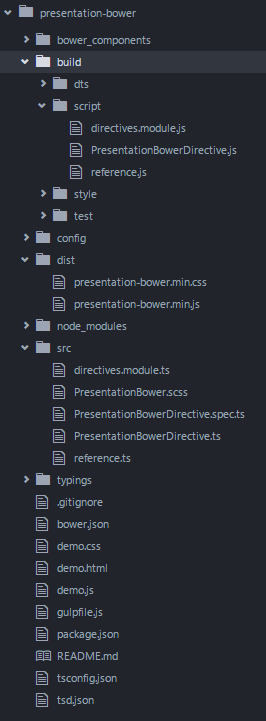 presentation-bower
bower_components
build
dts
script
directives.module.js
PresentationBowerDirective.js
reference.js
style
test
config
dist
presentation-bower.min.css
presentation-bower.min.js
node_modules
src
directives.module.ts
PresentationBower.scss
PresentationBowerDirective.spec.ts
PresentationBowerDirective.ts
reference.ts
typings
.gitignore
bower.json
demo.css
demo.html
demo.js
gulpfile.js
package.json
README.md
tsconfig.json
tsd.json